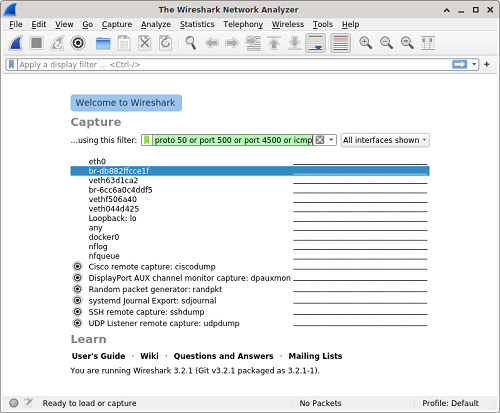 The Wireshark Network Analyzer
File Edit View Go Capture Analyze Statistics Telephony Wireless Tools Help
Apply a display filter ... <Ctrl-/>
+
Welcome to Wireshark
Capture
...using this filter: proto 50 or port 500 or port 4500 or icmp All interfaces shown
eth0
br-db882ffcce1f
veth63d1ca2
br-6cc6a0c4ddf5
vethf506a40
veth044d425
Loopback: lo
any
docker0
nflog
nfqueue
Cisco remote capture: ciscodump
DisplayPort AUX channel monitor capture: dpauxmon
Random packet generator: randpkt
systemd Journal Export: sdjournal
SSH remote capture: sshdump
UDP Listener remote capture: udpdump
Learn
User's Guide · Wiki · Questions and Answers · Mailing Lists
You are running Wireshark 3.2.1 (Git v3.2.1 packaged as 3.2.1-1).
Ready to load or capture No Packets Profile: Default